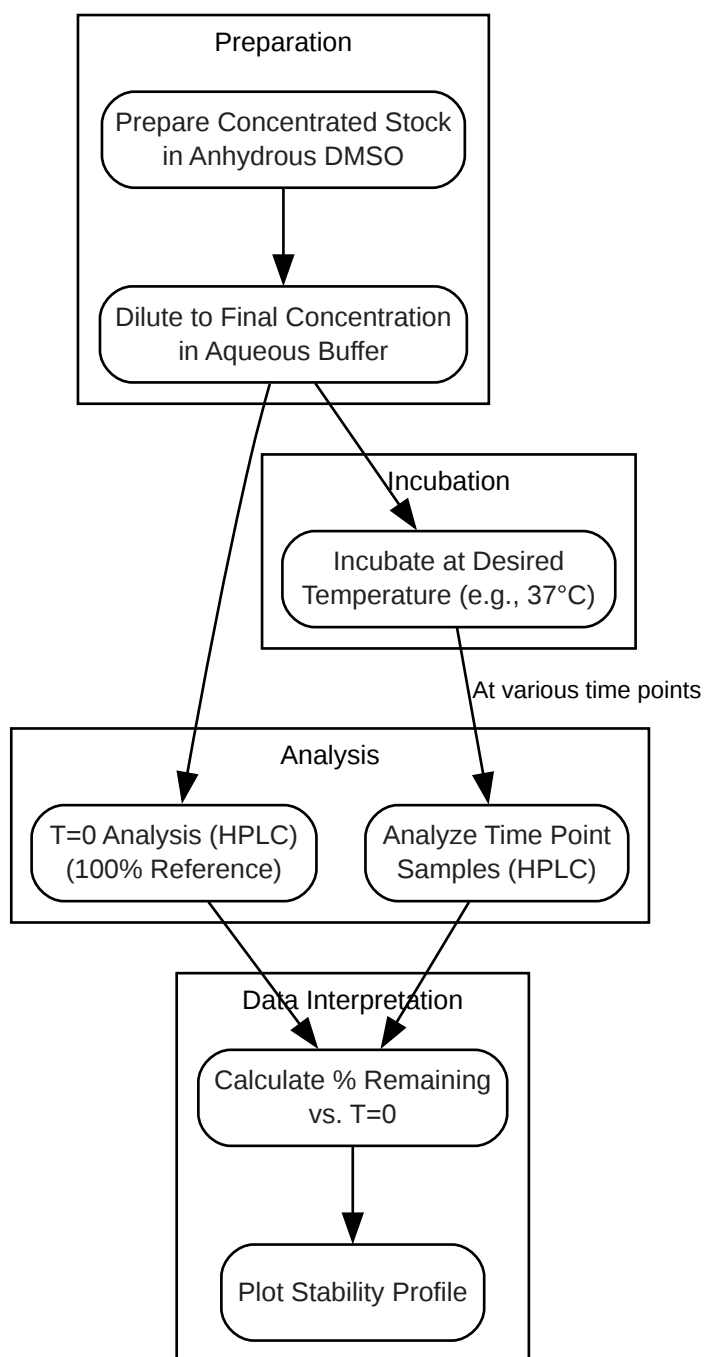 Preparation
Prepare Concentrated Stock
in Anhydrous DMSO
Dilute to Final Concentration
in Aqueous Buffer
Incubation
Incubate at Desired
Temperature (e.g., 37°C)
At various time points
Analysis
T=0 Analysis (HPLC)
(100% Reference)
Analyze Time Point
Samples (HPLC)
Data Interpretation
Calculate % Remaining
vs. T=0
Plot Stability Profile